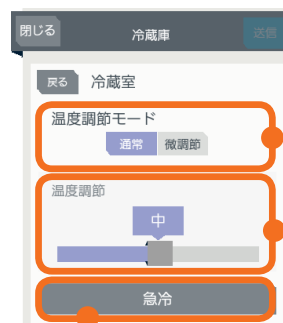 閉じる 冷蔵庫 送信
戻る 冷蔵室
温度調節モード
通常 微調節
温度調節
中
急冷